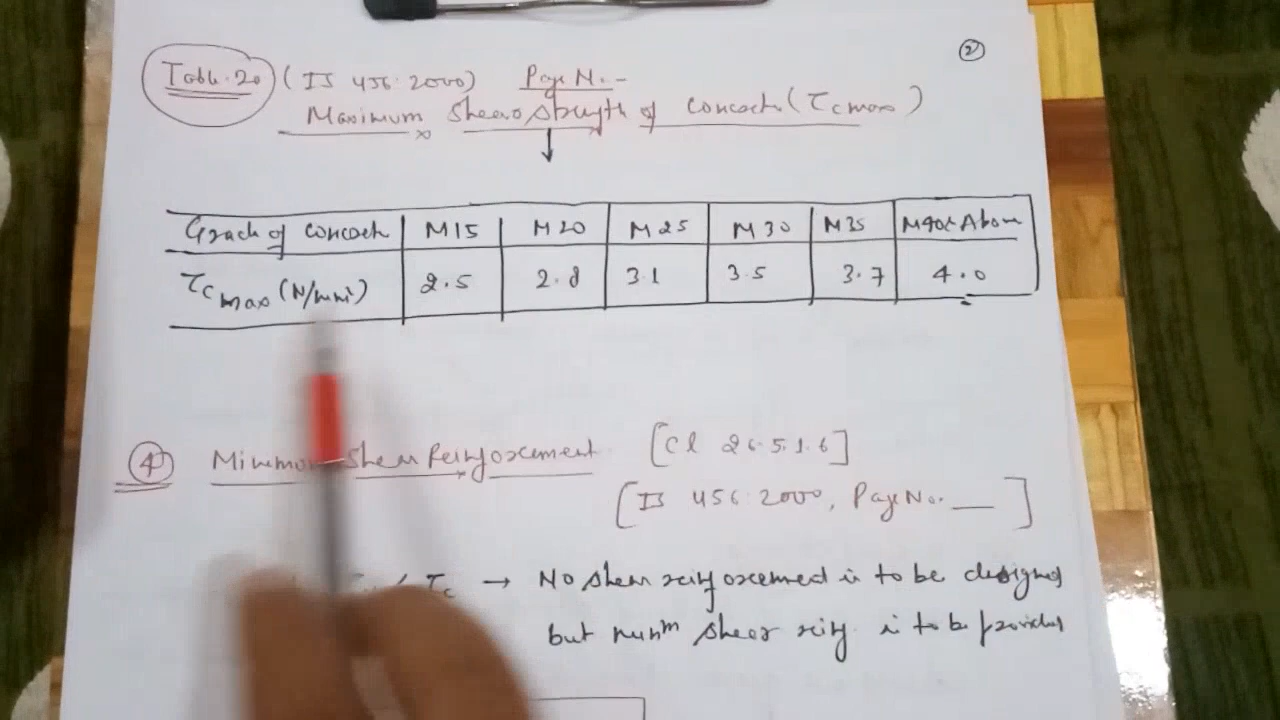 ②
Table-20 (IS 456:2000) Page No. -
Maximum Shear strength of concrete (τc max)
Grade of concrete M15 M20 M25 M30 M35 M40 & Above
τc max (N/mm²) 2.5 2.8 3.1 3.5 3.7 4.0
④ Minimum Shear Reinforcement [Cl 26.5.1.6]
[IS 456:2000, Page No. __]
τc → No shear reinforcement is to be designed
but minm shear reinf is to be provided